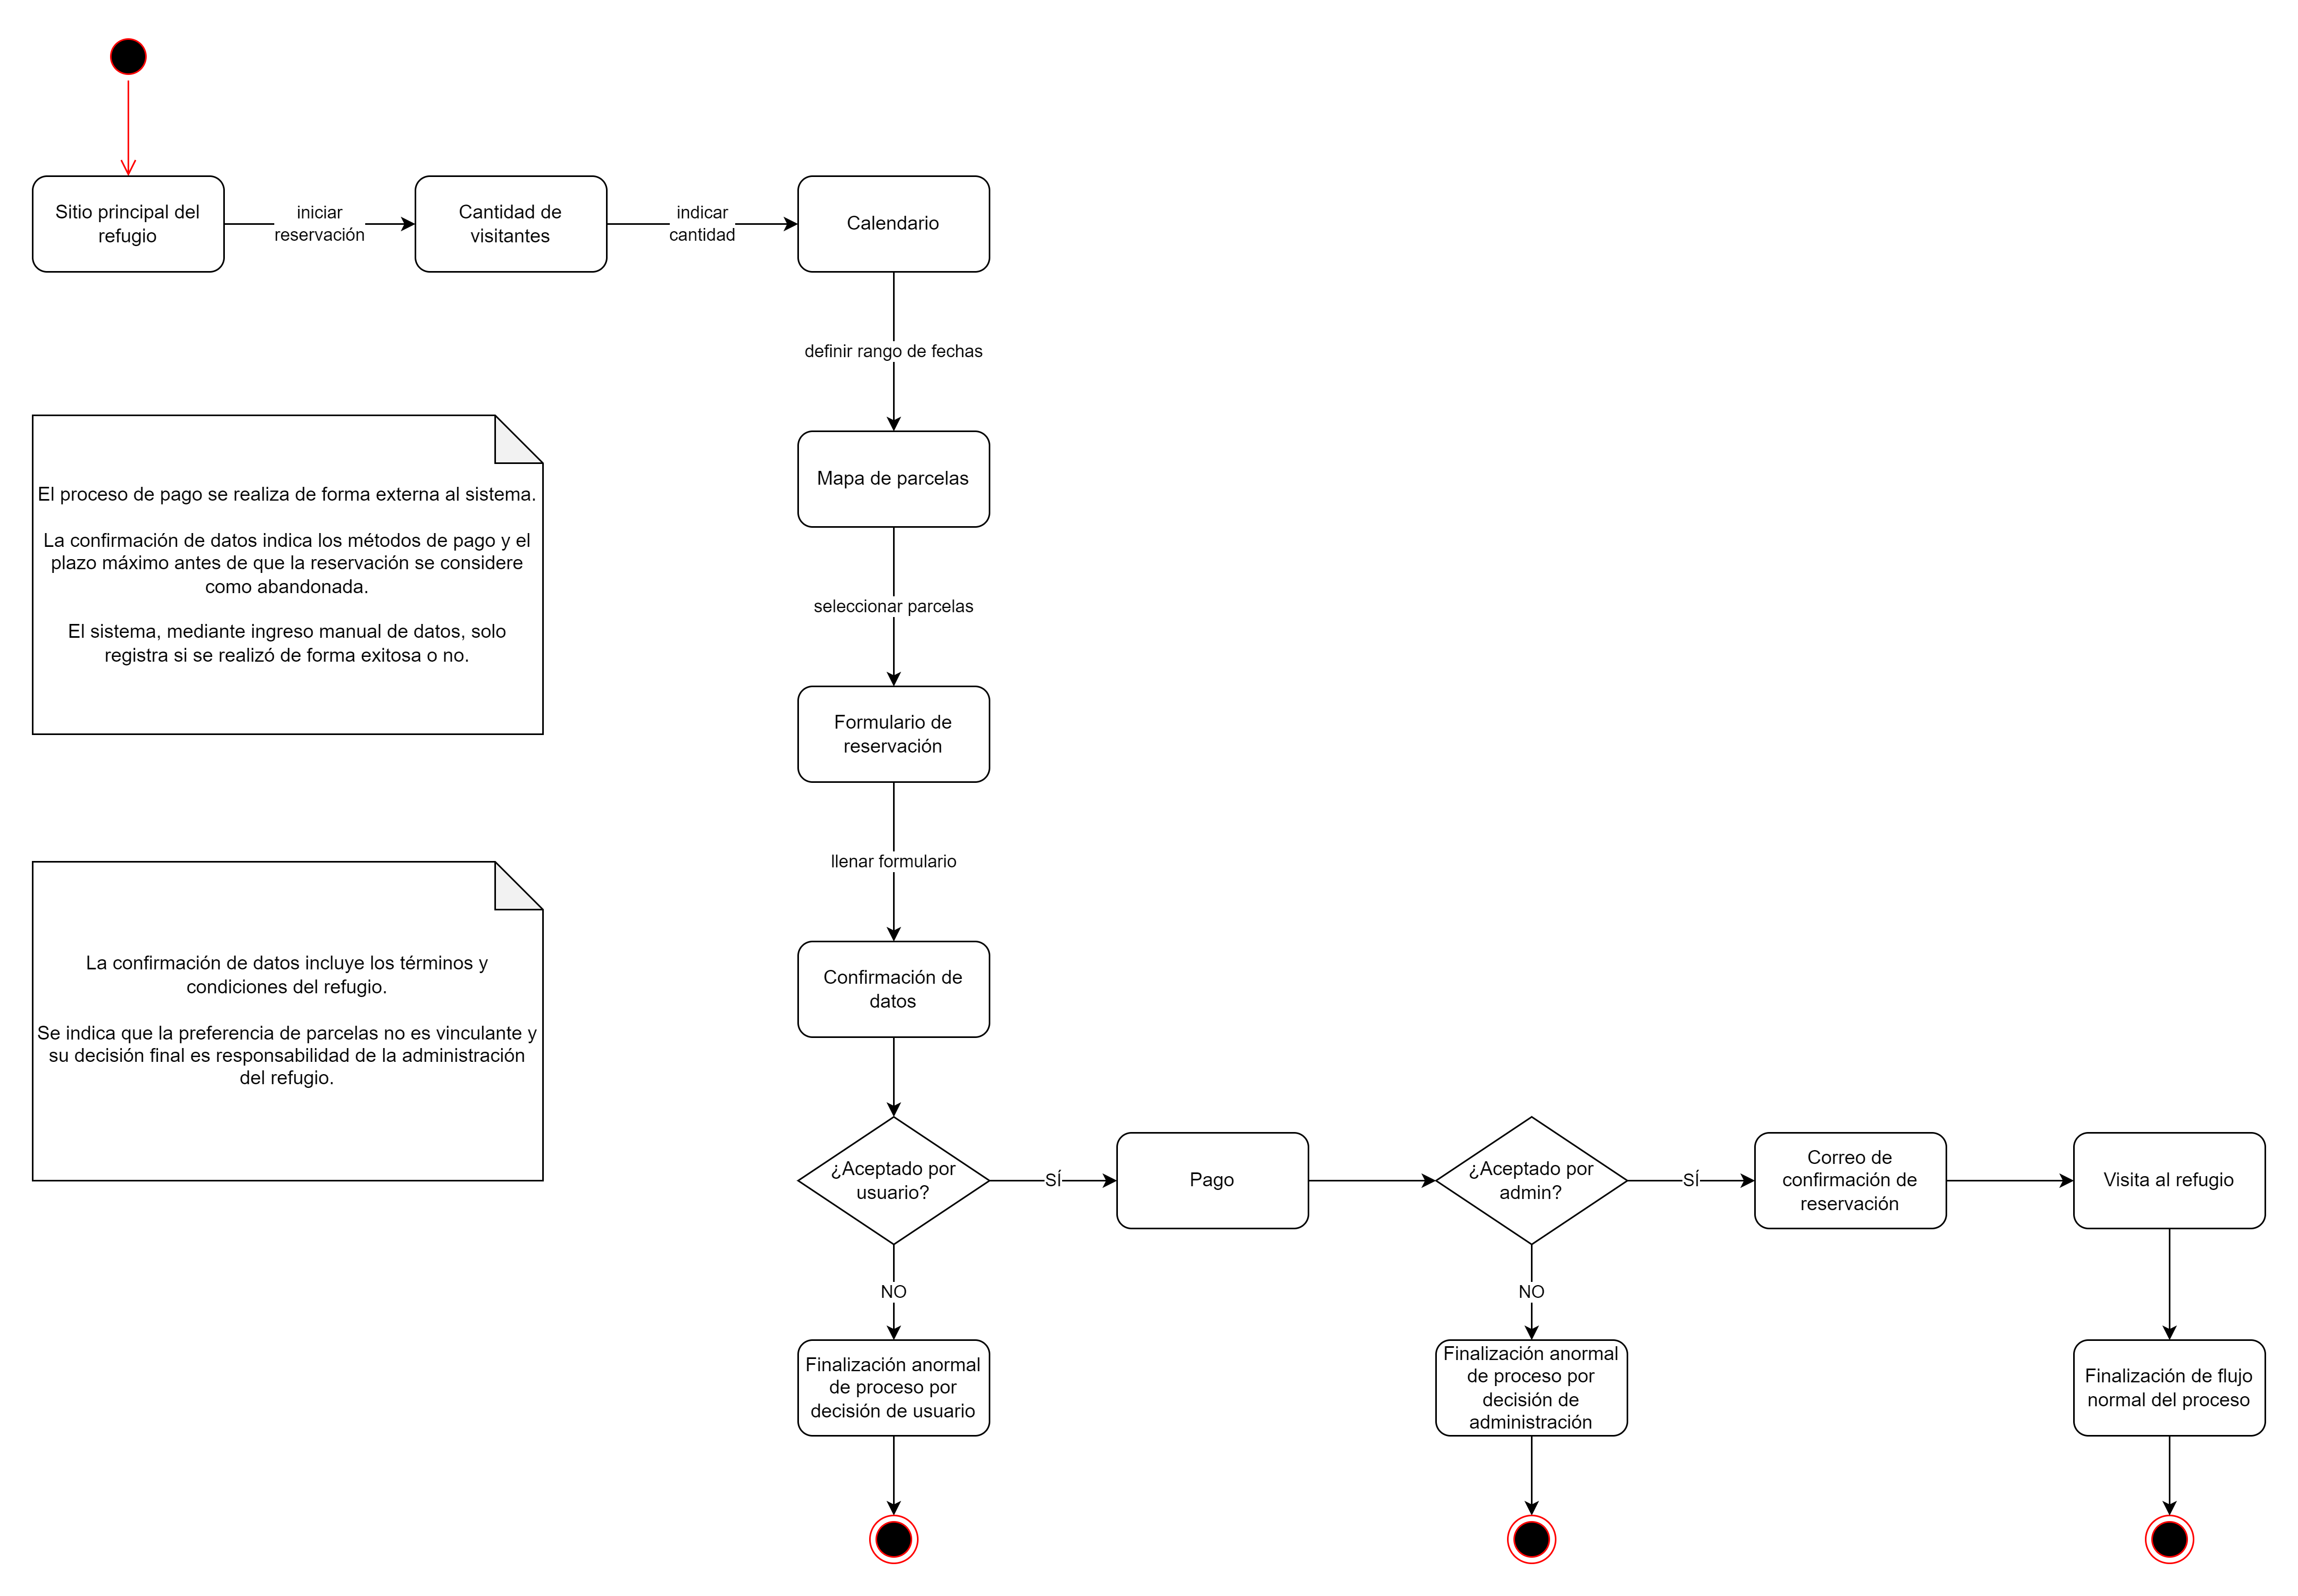 Sitio principal del
refugio
iniciar
reservación
Cantidad de
visitantes
indicar
cantidad
Calendario
definir rango de fechas
Mapa de parcelas
seleccionar parcelas
Formulario de
reservación
llenar formulario
Confirmación de
datos
El proceso de pago se realiza de forma externa al sistema.
La confirmación de datos indica los métodos de pago y el
plazo máximo antes de que la reservación se considere
como abandonada.
El sistema, mediante ingreso manual de datos, solo
registra si se realizó de forma exitosa o no.
La confirmación de datos incluye los términos y
condiciones del refugio.
Se indica que la preferencia de parcelas no es vinculante y
su decisión final es responsabilidad de la administración
del refugio.
¿Aceptado por
usuario?
SÍ
Pago
¿Aceptado por
admin?
SÍ
Correo de
confirmación de
reservación
Visita al refugio
NO
NO
Finalización anormal
de proceso por
decisión de usuario
Finalización anormal
de proceso por
decisión de
administración
Finalización de flujo
normal del proceso